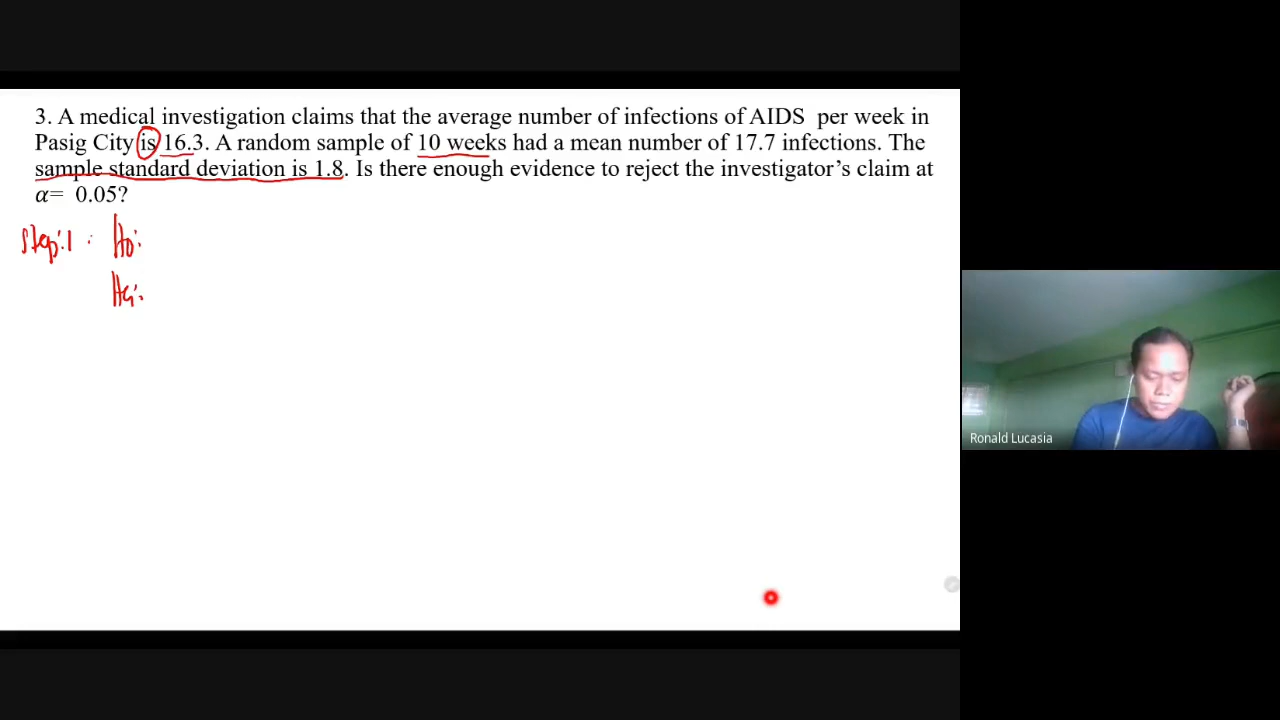 3. A medical investigation claims that the average number of infections of AIDS per week in
Pasig City is 16.3. A random sample of 10 weeks had a mean number of 17.7 infections. The
sample standard deviation is 1.8. Is there enough evidence to reject the investigator’s claim at
α= 0.05?
Step:1 : Ho:
Ha:
Ronald Lucasia